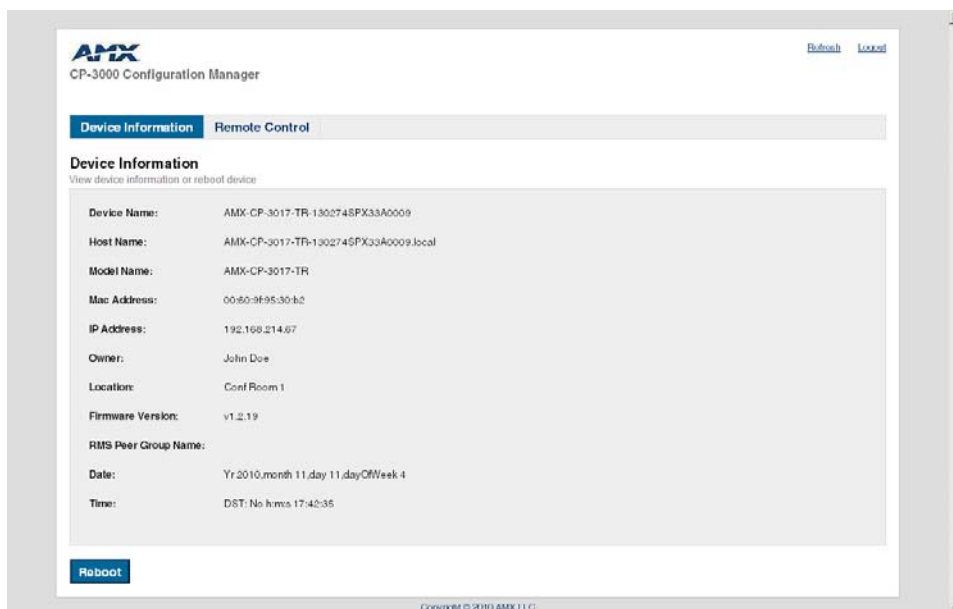 AMX
Refresh Logout
CP-3000 Configuration Manager
Device Information Remote Control
Device Information
View device information or reboot device
Device Name: AMX-CP-3017-TR-130274SPX33A0009
Host Name: AMX-CP-3017-TR-130274SPX33A0009.local
Model Name: AMX-CP-3017-TR
Mac Address: 00:60:9f:95:30:b2
IP Address: 192.168.214.67
Owner: John Doe
Location: Conf Room 1
Firmware Version: v1.2.19
RMS Peer Group Name:
Date: Yr 2010,month 11,day 11,dayOfWeek 4
Time: DST: No h:m:s 17:42:35
Reboot
Copyright © 2010 AMX LLC